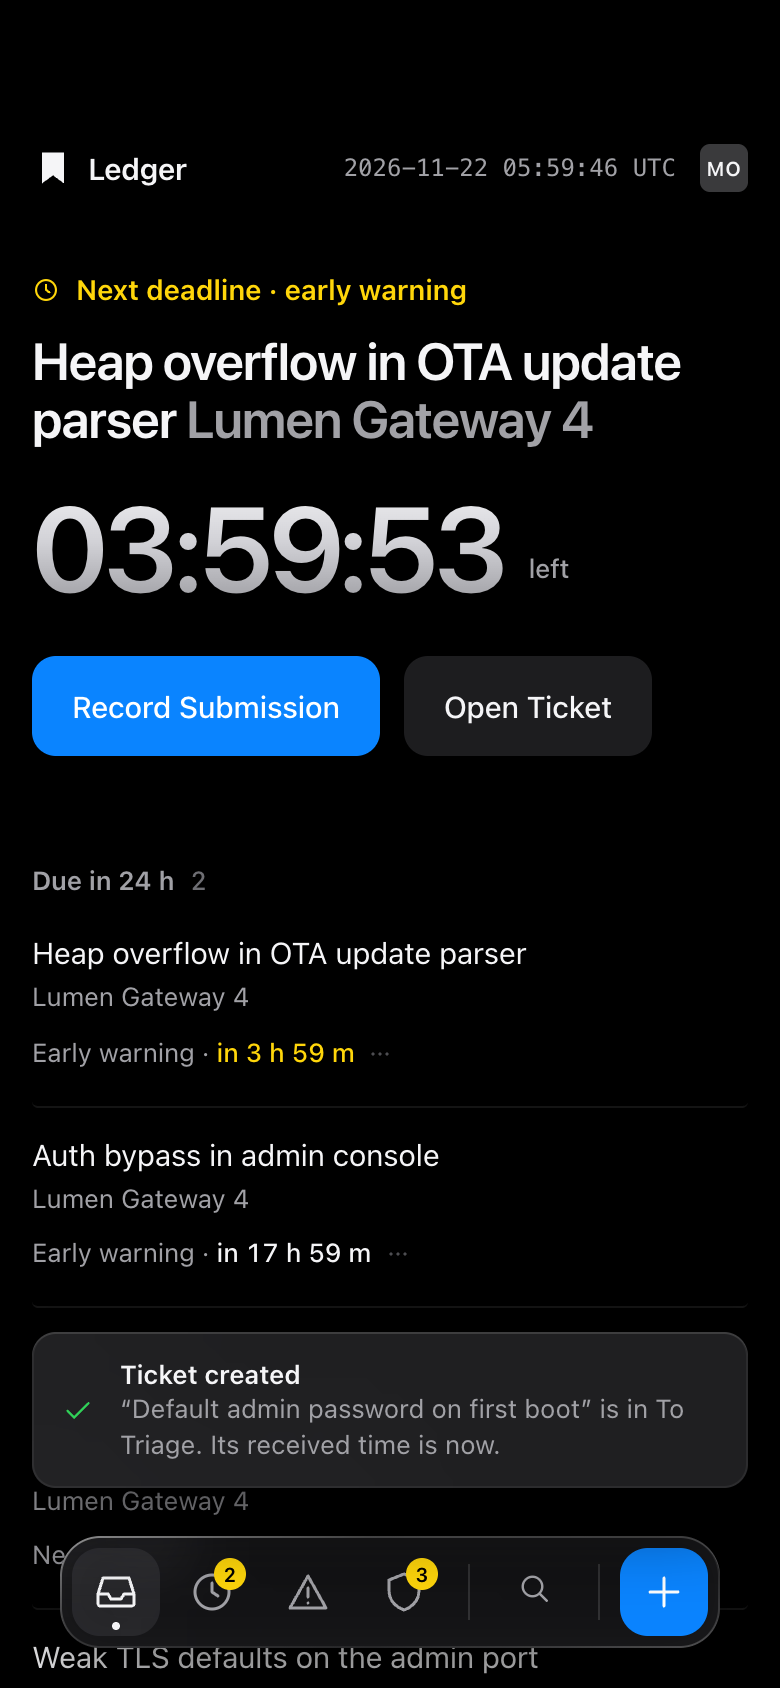 Ledger
2026-11-22 05:59:46 UTC
MO
Next deadline · early warning
Heap overflow in OTA update
parser Lumen Gateway 4
03:59:53 left
Record Submission
Open Ticket
Due in 24 h 2
Heap overflow in OTA update parser
Lumen Gateway 4
Early warning · in 3 h 59 m ···
Auth bypass in admin console
Lumen Gateway 4
Early warning · in 17 h 59 m ···
Ticket created
“Default admin password on first boot” is in To
Triage. Its received time is now.
Lumen Gateway 4
2
3
Weak TLS defaults on the admin port